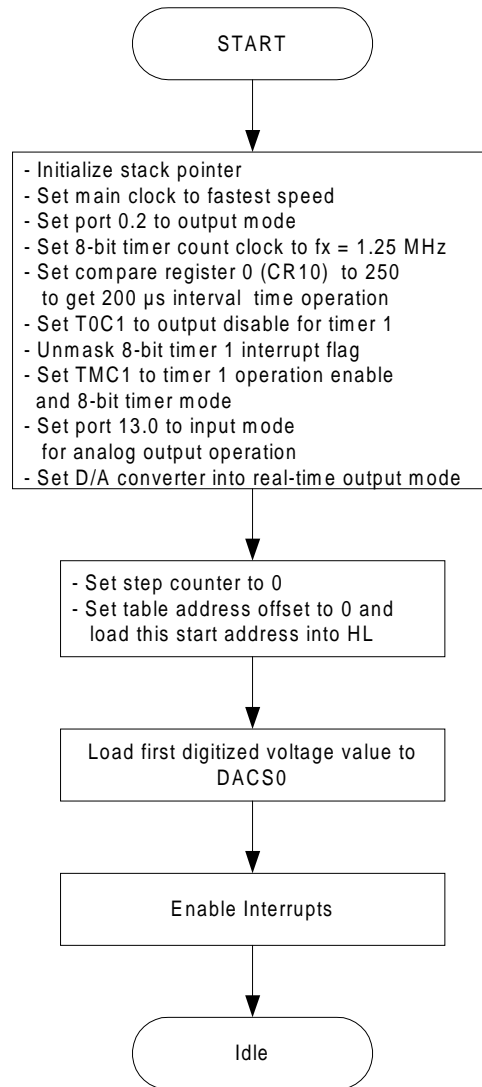 START
- Initialize stack pointer
- Set main clock to fastest speed
- Set port 0.2 to output mode
- Set 8-bit timer count clock to fx = 1.25 MHz
- Set compare register 0 (CR10) to 250
to get 200 µs interval time operation
- Set T0C1 to output disable for timer 1
- Unmask 8-bit timer 1 interrupt flag
- Set TMC1 to timer 1 operation enable
and 8-bit timer mode
- Set port 13.0 to input mode
for analog output operation
- Set D/A converter into real-time output mode
- Set step counter to 0
- Set table address offset to 0 and
load this start address into HL
Load first digitized voltage value to
DACS0
Enable Interrupts
Idle